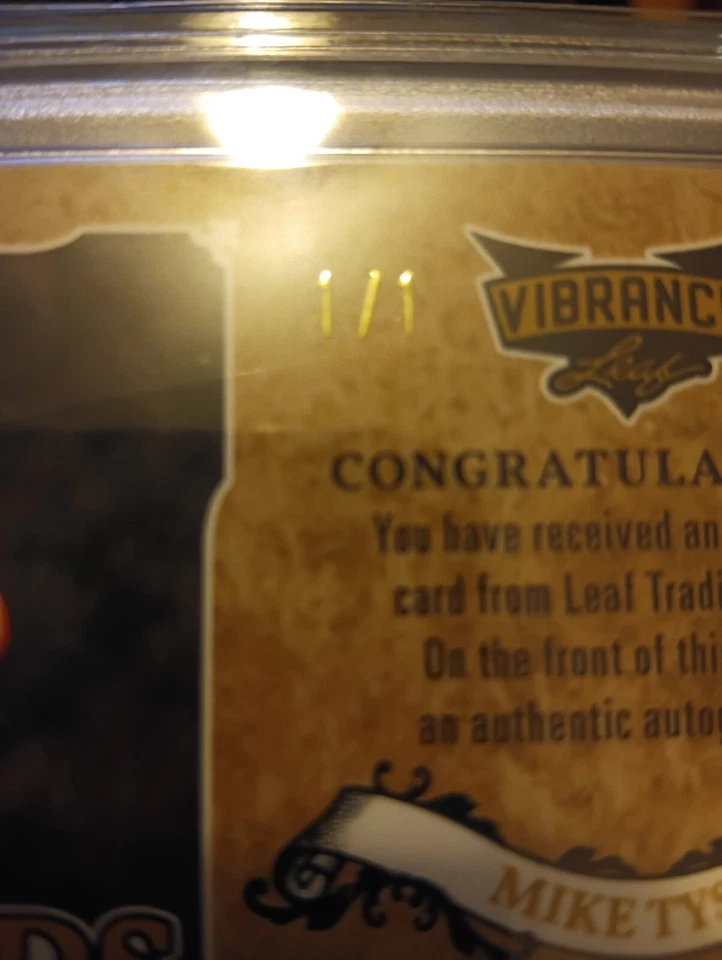 1/1
VIBRANC
Leaf
CONGRATULA
You have received an
card from Leaf Tradi
On the front of thi
an authentic autog
MIKE TYS
DS